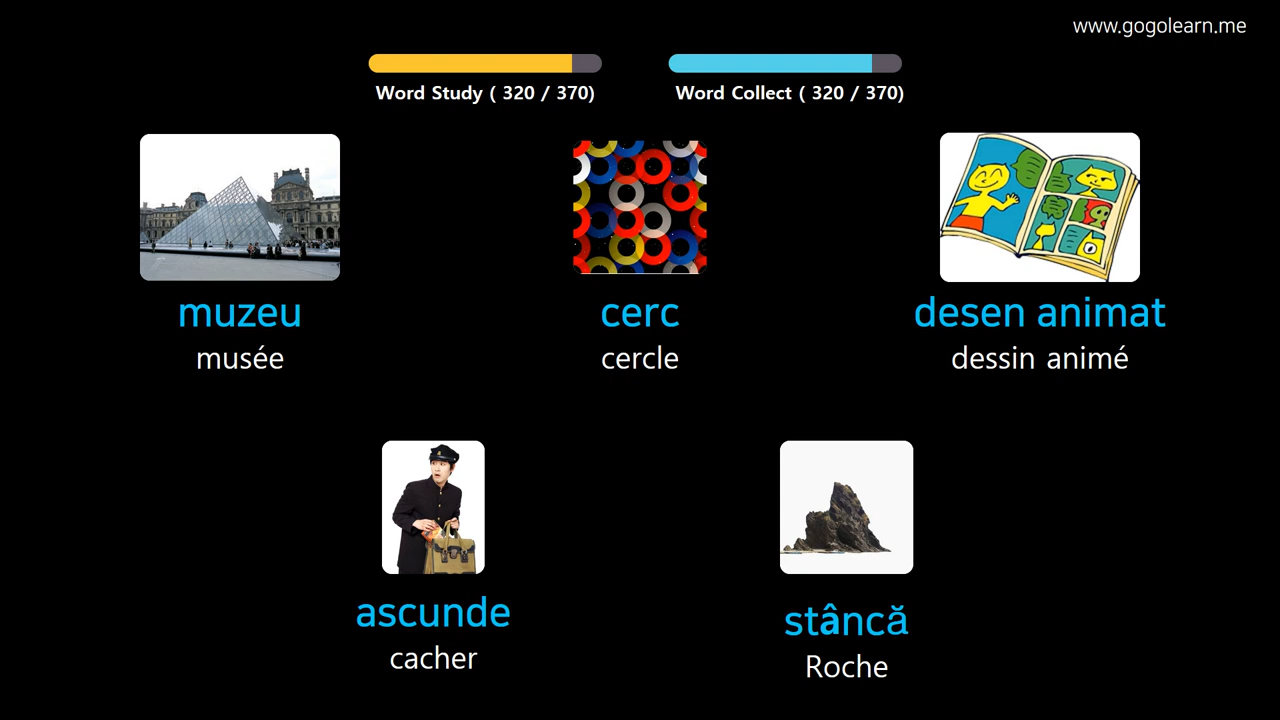 www.gogolearn.me
Word Study ( 320 / 370)
Word Collect ( 320 / 370)
muzeu
musée
cerc
cercle
desen animat
dessin animé
ascunde
cacher
stâncă
Roche